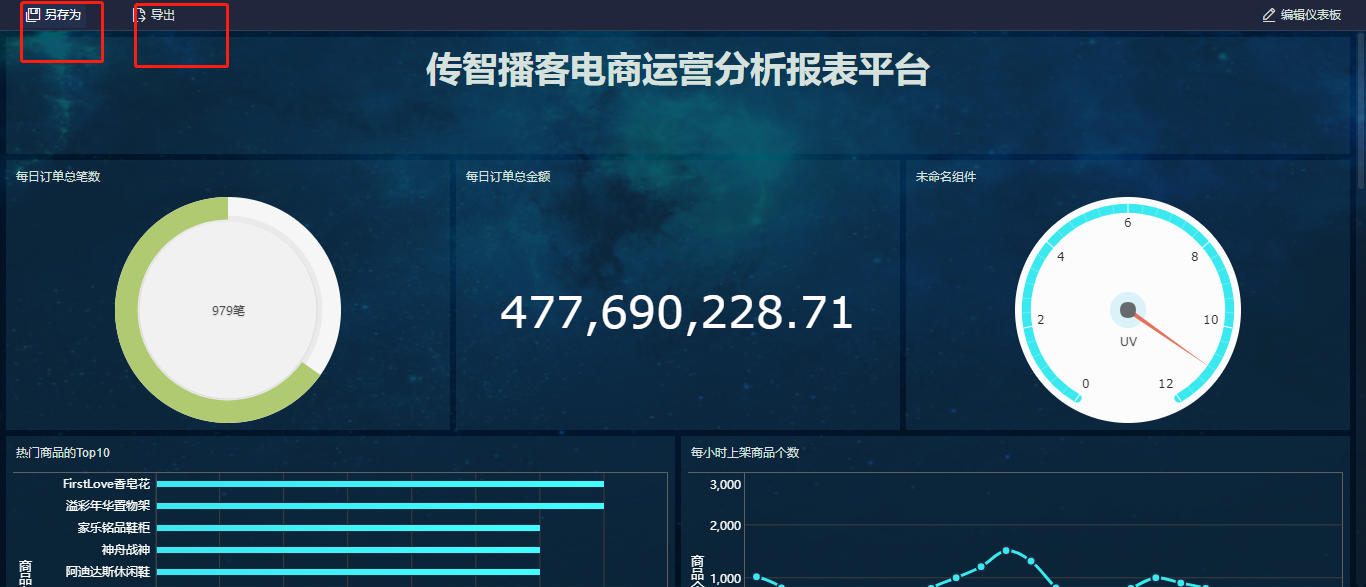 另存为 导出 编辑仪表板
传智播客电商运营分析报表平台
每日订单总笔数
979笔
每日订单总金额
477,690,228.71
未命名组件
0
2
4
6
8
10
12
UV
热门商品的Top10
FirstLove香皂花
溢彩年华置物架
家乐铭品鞋柜
神舟战神
阿迪达斯休闲鞋
商品
每小时上架商品个数
3,000
2,000
1,000
商品